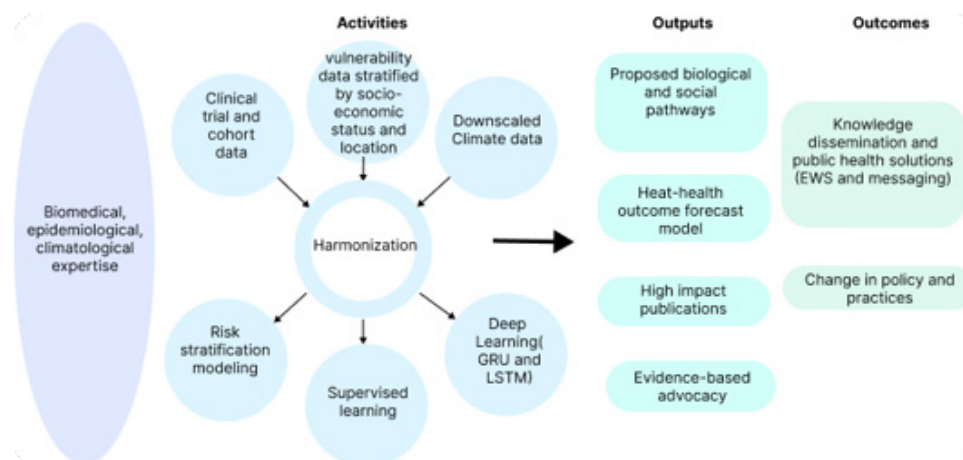 Activities
Outputs
Outcomes
Biomedical,
epidemiological,
climatological
expertise
Clinical
trial and
cohort
data
vulnerability
data stratified
by socio-
economic
status and
location
Downscaled
Climate data
Harmonization
Risk
stratification
modeling
Supervised
learning
Deep
Learning(
GRU and
LSTM)
Proposed biological
and social
pathways
Heat-health
outcome forecast
model
High impact
publications
Evidence-based
advocacy
Knowledge
dissemination and
public health solutions
(EWS and messaging)
Change in policy and
practices